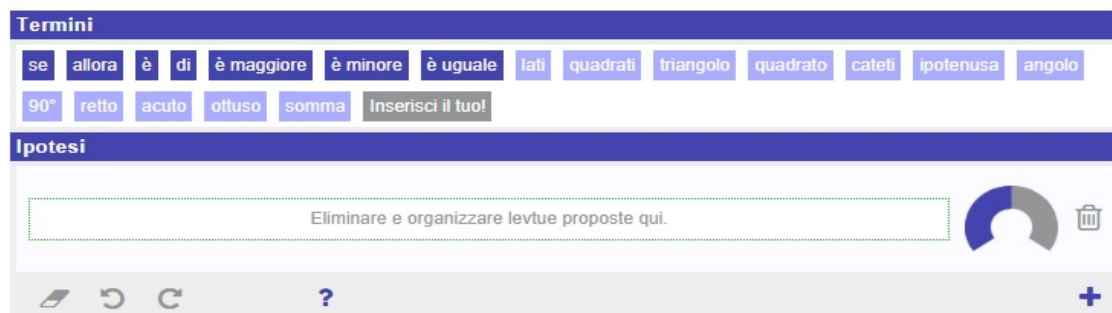 Termini
se allora è di è maggiore è minore è uguale lati quadrati triangolo quadrato cateti ipotenusa angolo
90° retto acuto ottuso somma Inserisci il tuo!
Ipotesi
Eliminare e organizzare levtue proposte qui.
?